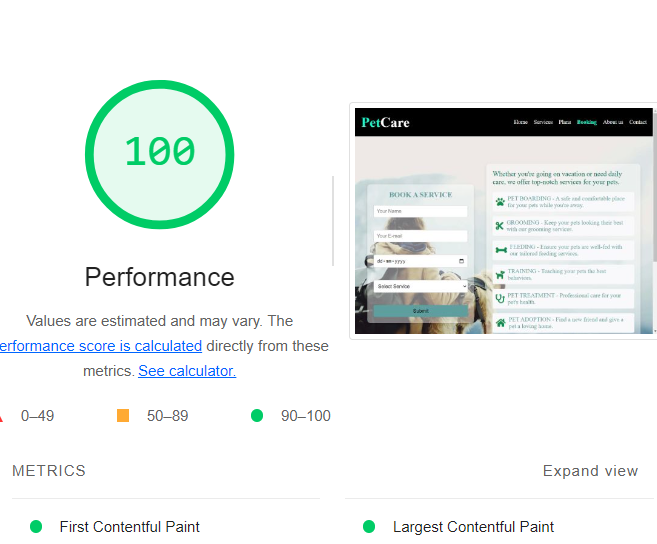 100
Performance
Values are estimated and may vary. The
erformance score is calculated directly from these
metrics. See calculator.
0–49
50–89
90–100
METRICS
Expand view
First Contentful Paint
Largest Contentful Paint
PetCare
Home Services Plans Booking About us Contact
BOOK A SERVICE
Your Name
Your E-mail
dd-mm-yyyy
Select Service
Submit
Whether you're going on vacation or need daily
care, we offer top-notch services for your pets.
PET BOARDING - A safe and comfortable place
for your pets while you're away.
GROOMING - Keep your pets looking their best
with our grooming services.
FEEDING - Ensure your pets are well-fed with
our tailored feeding services.
TRAINING - Teaching your pets the best
behaviors.
PET TREATMENT - Professional care for your
pet's health.
PET ADOPTION - Find a new friend and give a
pet a loving home.